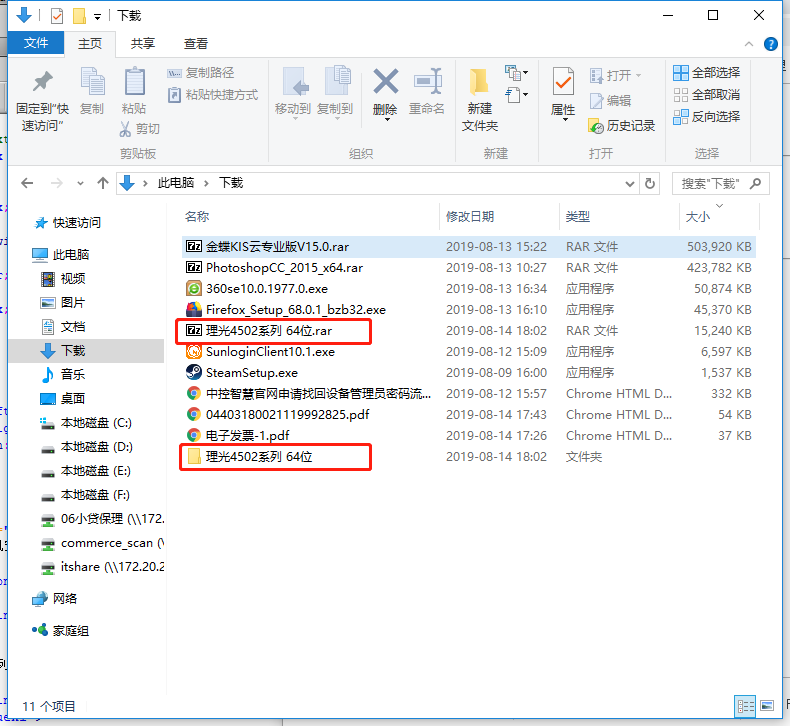 下载
文件 主页 共享 查看
固定到"快速访问" 复制 粘贴 复制路径 粘贴快捷方式 剪切
移动到 复制到 删除 重命名
新建文件夹
属性 打开 编辑 历史记录
全部选择 全部取消 反向选择
剪贴板 组织 新建 打开 选择
此电脑 下载 搜索"下载"
名称 修改日期 类型 大小
快速访问
此电脑
视频
图片
文档
下载
音乐
桌面
本地磁盘 (C:)
本地磁盘 (D:)
本地磁盘 (E:)
本地磁盘 (F:)
06小贷保理 (\\172.
commerce_scan (\
itshare (\\172.20.2
网络
家庭组
金蝶KIS云专业版V15.0.rar 2019-08-13 15:22 RAR 文件 503,920 KB
PhotoshopCC_2015_x64.rar 2019-08-13 10:27 RAR 文件 423,782 KB
360se10.0.1977.0.exe 2019-08-13 16:34 应用程序 50,874 KB
Firefox_Setup_68.0.1_bzb32.exe 2019-08-13 16:10 应用程序 45,370 KB
理光4502系列 64位.rar 2019-08-14 18:02 RAR 文件 15,240 KB
SunloginClient10.1.exe 2019-08-12 15:09 应用程序 6,597 KB
SteamSetup.exe 2019-08-09 16:00 应用程序 1,537 KB
中控智慧官网申请找回设备管理员密码流... 2019-08-12 15:57 Chrome HTML D... 332 KB
04403180021119992825.pdf 2019-08-14 17:43 Chrome HTML D... 54 KB
电子发票-1.pdf 2019-08-14 17:26 Chrome HTML D... 37 KB
理光4502系列 64位 2019-08-14 18:02 文件夹
11 个项目